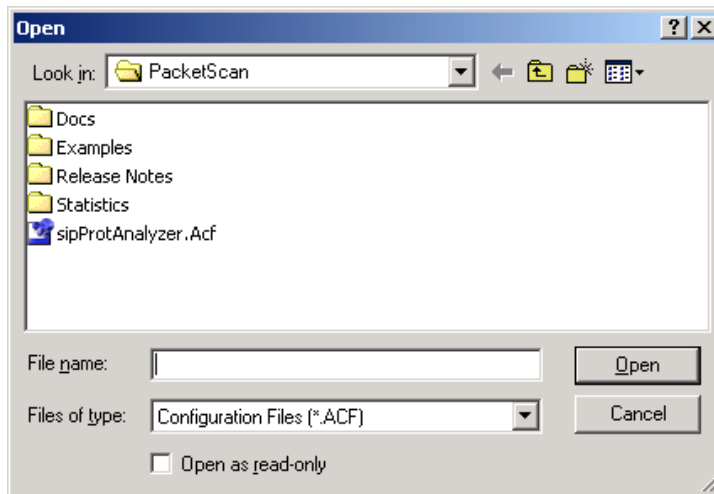 Open
Look in: PacketScan
Docs
Examples
Release Notes
Statistics
sipProtAnalyzer.Acf
File name:
Open
Files of type: Configuration Files (*.ACF)
Cancel
Open as read-only